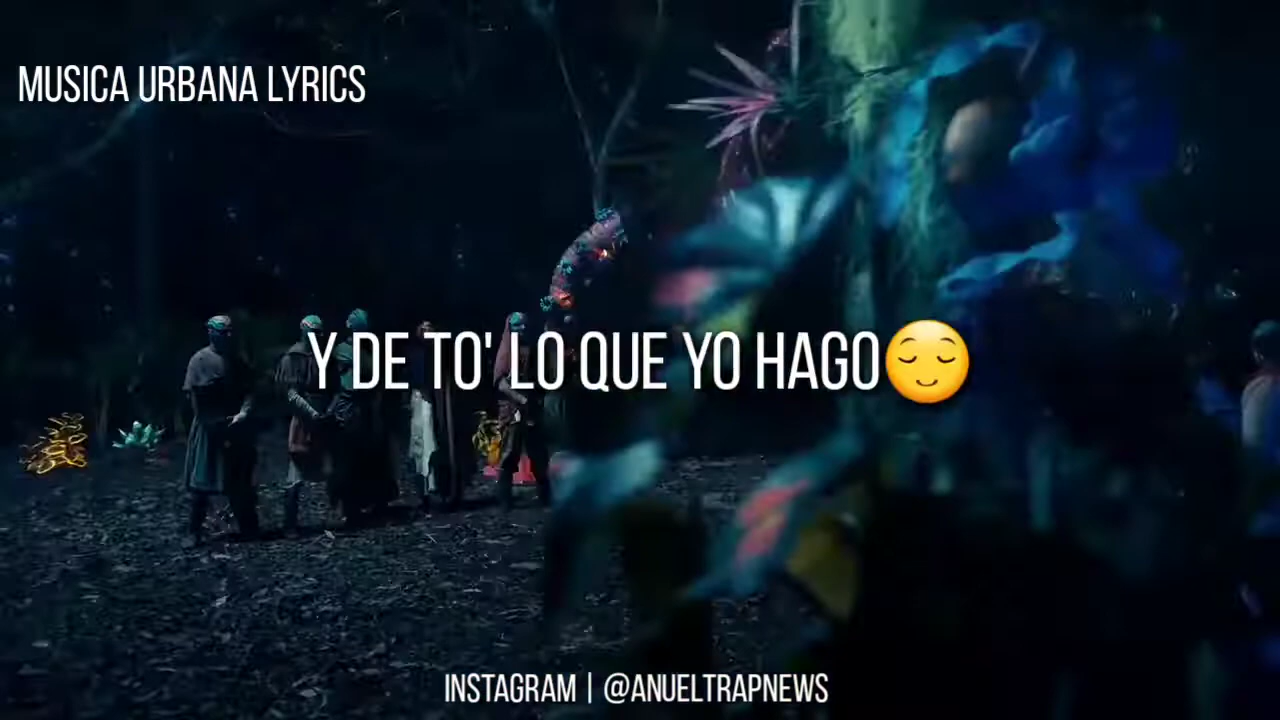 MUSICA URBANA LYRICS
Y DE TO' LO QUE YO HAGO😌
INSTAGRAM | @ANUELTRAPNEWS